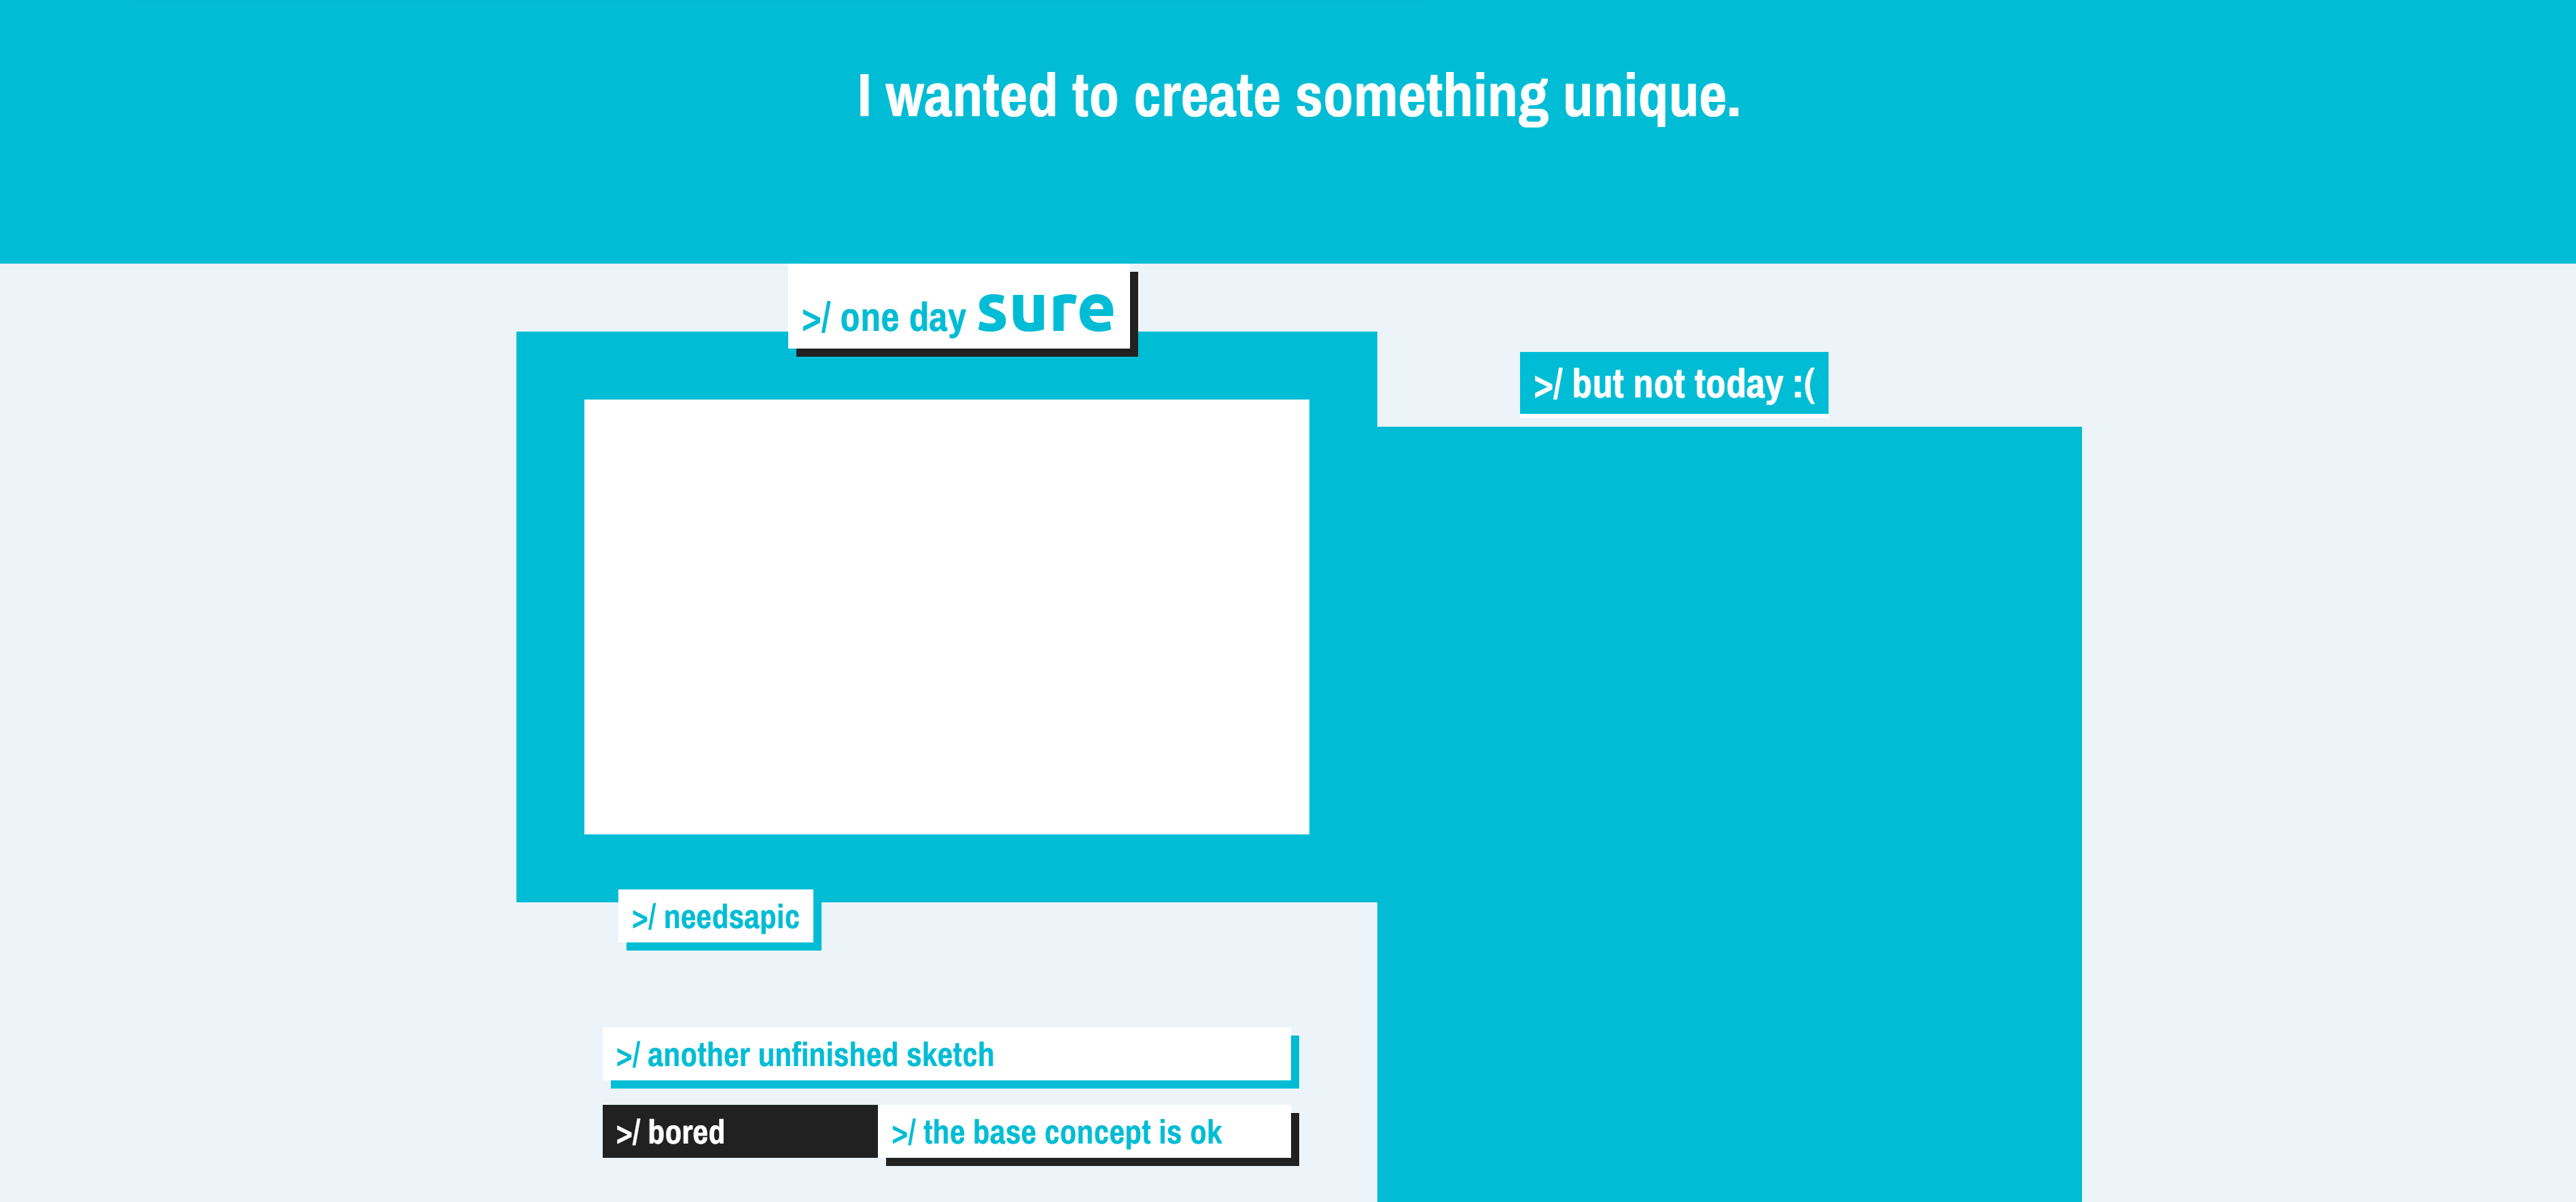 I wanted to create something unique.
>/ one day sure
>/ but not today :(
>/ needsapic
>/ another unfinished sketch
>/ bored
>/ the base concept is ok